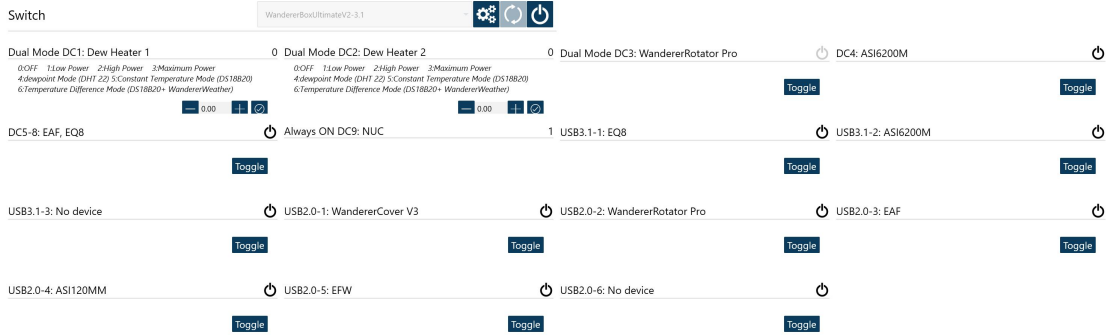 Switch
WandererBoxUltimateV2-3.1
Dual Mode DC1: Dew Heater 1 0
0:OFF 1:Low Power 2:High Power 3:Maximum Power
4:dewpoint Mode (DHT 22) 5:Constant Temperature Mode (DS18B20)
6:Temperature Difference Mode (DS18B20+ WandererWeather)
0.00
Dual Mode DC2: Dew Heater 2 0
0:OFF 1:Low Power 2:High Power 3:Maximum Power
4:dewpoint Mode (DHT 22) 5:Constant Temperature Mode (DS18B20)
6:Temperature Difference Mode (DS18B20+ WandererWeather)
0.00
Dual Mode DC3: WandererRotator Pro
Toggle
DC4: ASI6200M
Toggle
DC5-8: EAF, EQ8
Toggle
Always ON DC9: NUC 1
USB3.1-1: EQ8
Toggle
USB3.1-2: ASI6200M
Toggle
USB3.1-3: No device
Toggle
USB2.0-1: WandererCover V3
Toggle
USB2.0-2: WandererRotator Pro
Toggle
USB2.0-3: EAF
Toggle
USB2.0-4: ASI120MM
Toggle
USB2.0-5: EFW
Toggle
USB2.0-6: No device
Toggle